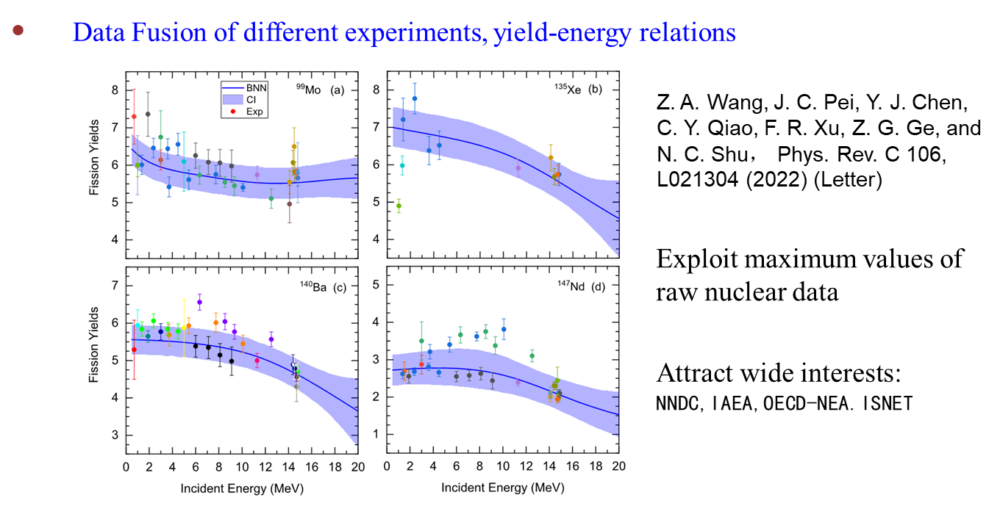 • Data Fusion of different experiments, yield-energy relations
8
7
6
5
4
Fission Yields
BNN
CI
Exp
⁹⁹Mo (a)
8
7
6
5
4
¹³⁵Xe (b)
7
6
5
4
3
Fission Yields
¹⁴⁰Ba (c)
0 2 4 6 8 10 12 14 16 18 20
Incident Energy (MeV)
5
4
3
2
1
¹⁴⁷Nd (d)
0 2 4 6 8 10 12 14 16 18 20
Incident Energy (MeV)
Z. A. Wang, J. C. Pei, Y. J. Chen,
C. Y. Qiao, F. R. Xu, Z. G. Ge, and
N. C. Shu， Phys. Rev. C 106,
L021304 (2022) (Letter)
Exploit maximum values of
raw nuclear data
Attract wide interests:
NNDC, IAEA, OECD-NEA. ISNET